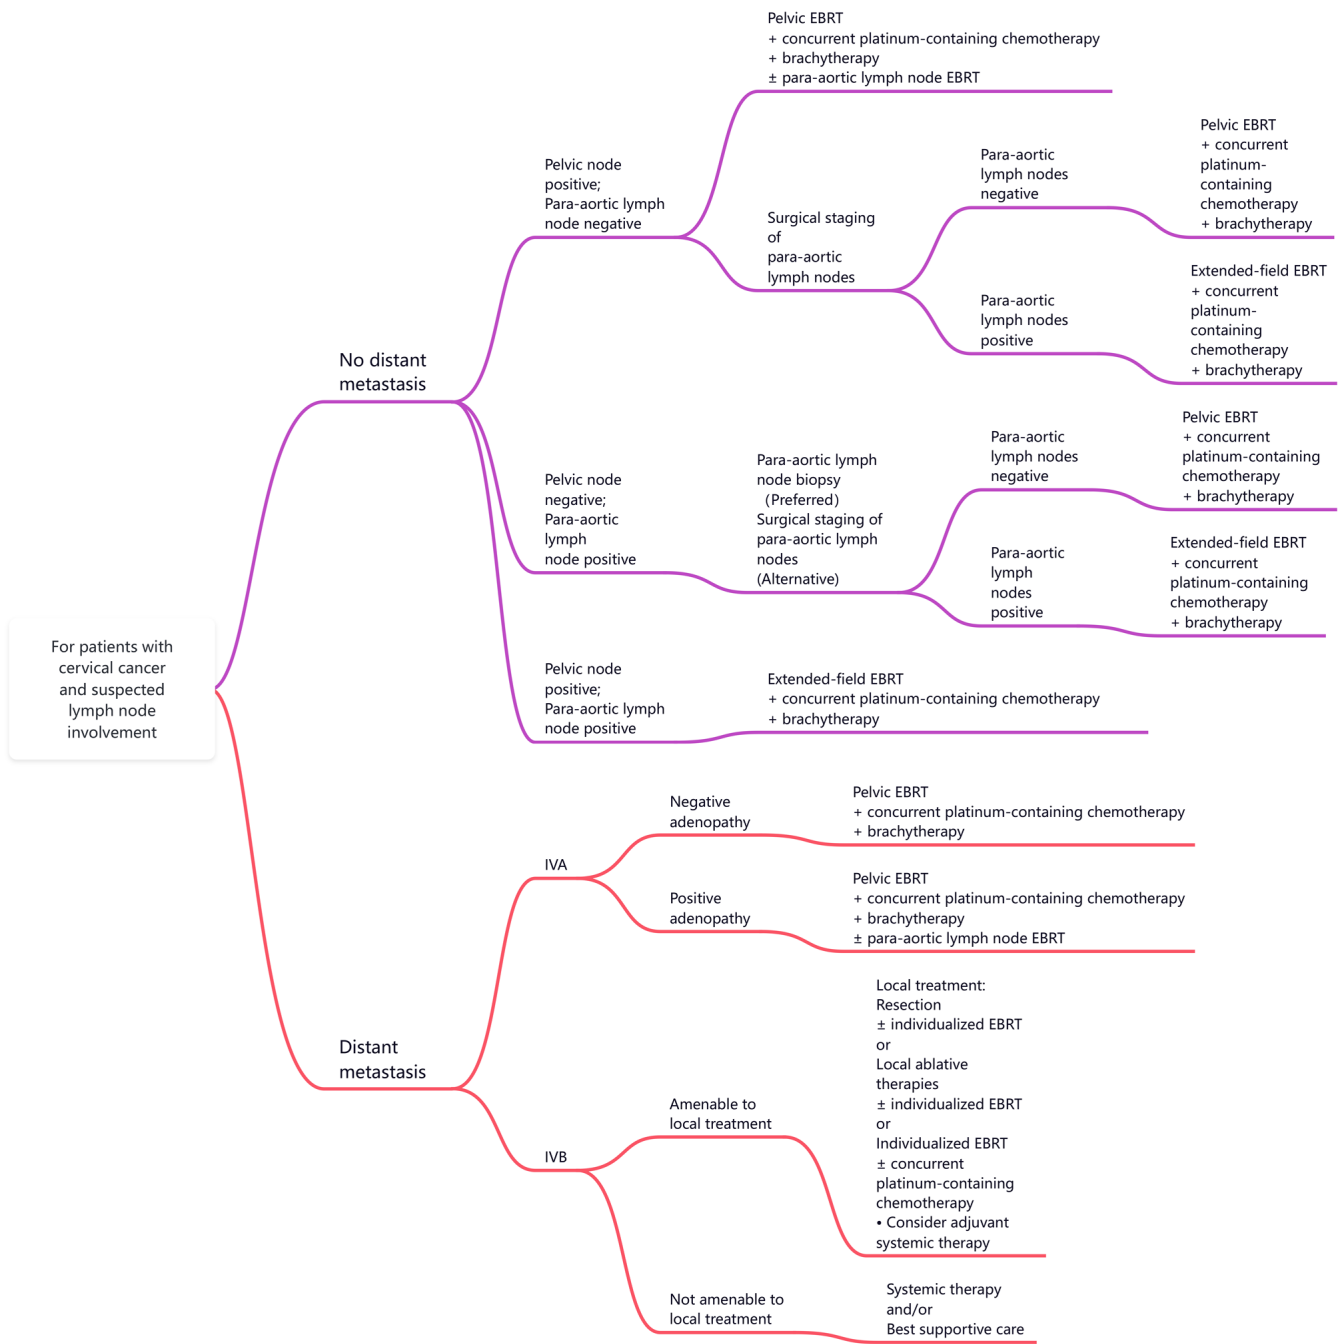 For patients with
cervical cancer
and suspected
lymph node
involvement
No distant
metastasis
Pelvic node
positive;
Para-aortic lymph
node negative
Pelvic EBRT
+ concurrent platinum-containing chemotherapy
+ brachytherapy
± para-aortic lymph node EBRT
Surgical staging
of
para-aortic
lymph nodes
Para-aortic
lymph nodes
negative
Pelvic EBRT
+ concurrent
platinum-
containing
chemotherapy
+ brachytherapy
Para-aortic
lymph nodes
positive
Extended-field EBRT
+ concurrent
platinum-
containing
chemotherapy
+ brachytherapy
Pelvic node
negative;
Para-aortic
lymph
node positive
Para-aortic lymph
node biopsy
（Preferred）
Surgical staging of
para-aortic lymph
nodes
(Alternative)
Para-aortic
lymph nodes
negative
Pelvic EBRT
+ concurrent
platinum-containing
chemotherapy
+ brachytherapy
Para-aortic
lymph
nodes
positive
Extended-field EBRT
+ concurrent
platinum-containing
chemotherapy
+ brachytherapy
Pelvic node
positive;
Para-aortic lymph
node positive
Extended-field EBRT
+ concurrent platinum-containing chemotherapy
+ brachytherapy
Distant
metastasis
IVA
Negative
adenopathy
Pelvic EBRT
+ concurrent platinum-containing chemotherapy
+ brachytherapy
Positive
adenopathy
Pelvic EBRT
+ concurrent platinum-containing chemotherapy
+ brachytherapy
± para-aortic lymph node EBRT
IVB
Amenable to
local treatment
Local treatment:
Resection
± individualized EBRT
or
Local ablative
therapies
± individualized EBRT
or
Individualized EBRT
± concurrent
platinum-containing
chemotherapy
• Consider adjuvant
systemic therapy
Not amenable to
local treatment
Systemic therapy
and/or
Best supportive care